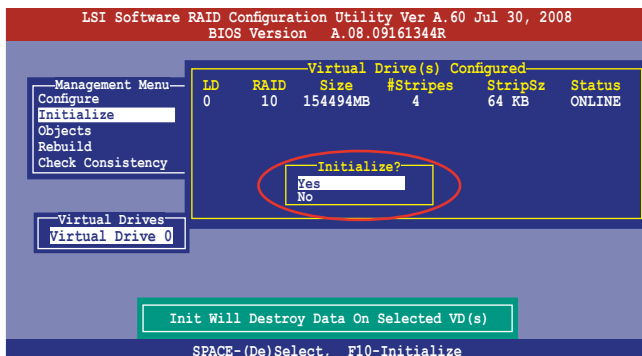 LSI Software RAID Configuration Utility Ver A.60 Jul 30, 2008
BIOS Version A.08.09161344R
Virtual Drive(s) Configured
LD RAID Size #Stripes StripSz Status
0 10 154494MB 4 64 KB ONLINE
Management Menu
Configure
Initialize
Objects
Rebuild
Check Consistency
Initialize?
Yes
No
Virtual Drives
Virtual Drive 0
Init Will Destroy Data On Selected VD(s)
SPACE-(De)Select, F10-Initialize